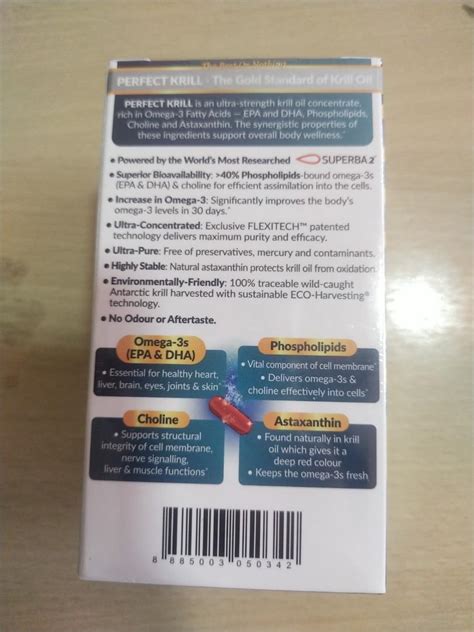 The Best Or Nothing
PERFECT KRILL - The Gold Standard of Krill Oil
PERFECT KRILL is an ultra-strength krill oil concentrate,
rich in Omega-3 Fatty Acids — EPA and DHA, Phospholipids,
Choline and Astaxanthin. The synergistic properties of
these ingredients support overall body wellness.^
• Powered by the World's Most Researched SUPERBA 2™
• Superior Bioavailability: >40% Phospholipids-bound omega-3s
(EPA & DHA) & choline for efficient assimilation into the cells.
• Increase in Omega-3: Significantly improves the body's
omega-3 levels in 30 days.*
• Ultra-Concentrated: Exclusive FLEXITECH™ patented
technology delivers maximum purity and efficacy.
• Ultra-Pure: Free of preservatives, mercury and contaminants.
• Highly Stable: Natural astaxanthin protects krill oil from oxidation.
• Environmentally-Friendly: 100% traceable wild-caught
Antarctic krill harvested with sustainable ECO-Harvesting®
technology.
• No Odour or Aftertaste.
Omega-3s
(EPA & DHA)
• Essential for healthy heart,
liver, brain, eyes, joints & skin^
Phospholipids
• Vital component of cell membrane^
• Delivers omega-3s &
choline effectively into cells^
Choline
• Supports structural
integrity of cell membrane,
nerve signalling,
liver & muscle functions^
Astaxanthin
• Found naturally in krill
oil which gives it a
deep red colour
• Keeps the omega-3s fresh
8 885003 050342